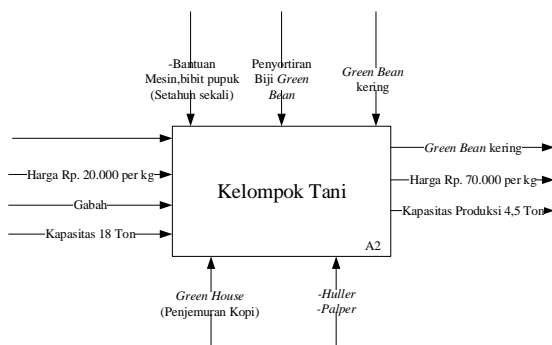 -Bantuan
Mesin,bibit pupuk
(Setahun sekali)
Penyortiran
Biji Green
Bean
Green Bean
kering
Harga Rp. 20.000 per kg
Gabah
Kapasitas 18 Ton
Kelompok Tani
A2
Green Bean kering
Harga Rp. 70.000 per kg
Kapasitas Produksi 4,5 Ton
Green House
(Penjemuran Kopi)
-Huller
-Palper